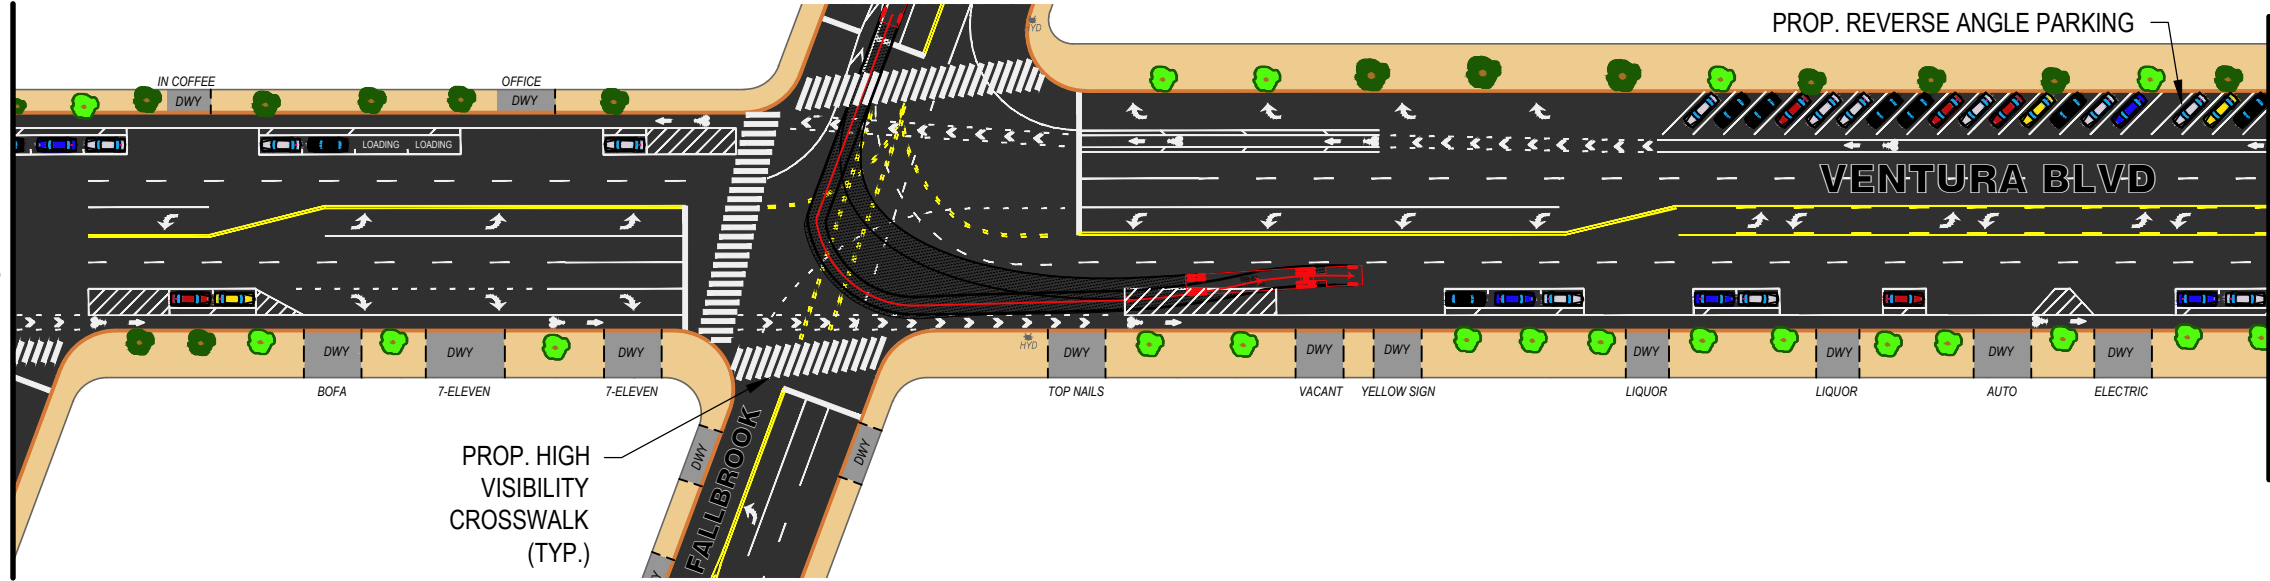 PROP. REVERSE ANGLE PARKING
HYD
IN COFFEE
OFFICE
DWY
DWY
LOADING
LOADING
VENTURA BLVD
HYD
DWY
DWY
DWY
DWY
DWY
DWY
DWY
DWY
DWY
DWY
BOFA
7-ELEVEN
7-ELEVEN
TOP NAILS
VACANT
YELLOW SIGN
LIQUOR
LIQUOR
AUTO
ELECTRIC
PROP. HIGH
VISIBILITY
CROSSWALK
(TYP.)
DWY
FALLBROOK
DWY